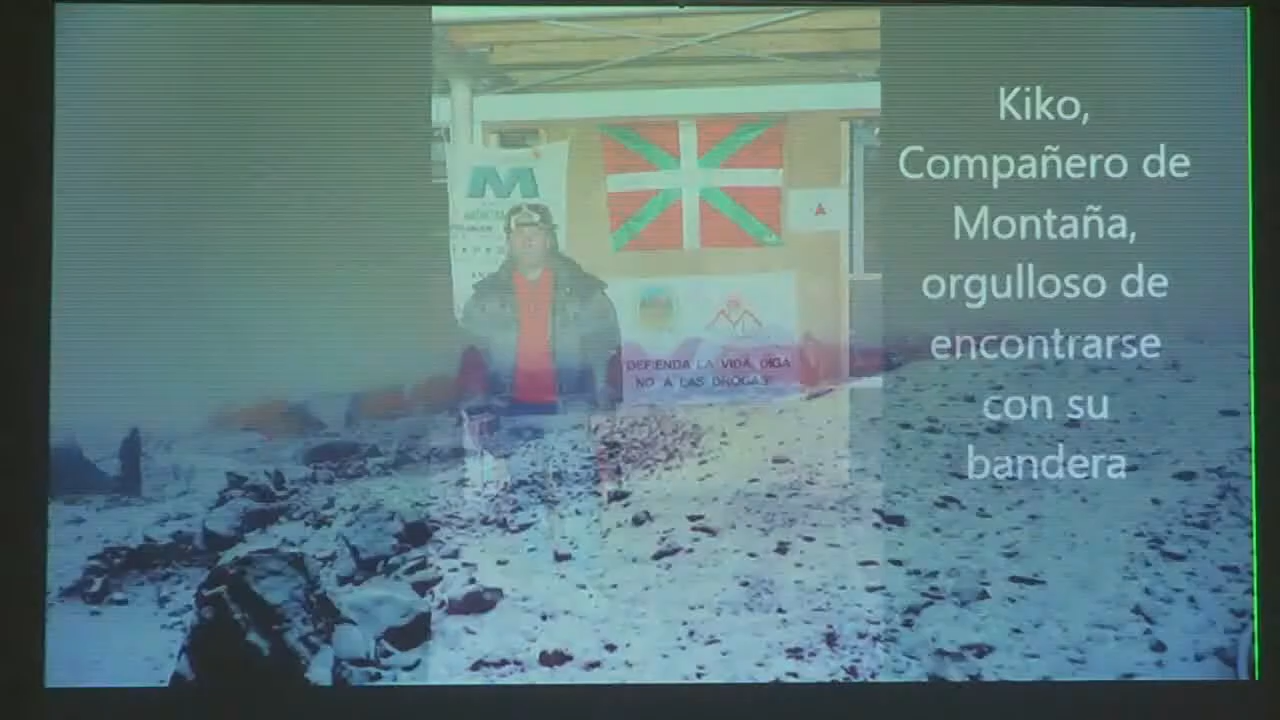 Kiko,
Compañero de
Montaña,
orgulloso de
encontrarse
con su
bandera
M
DEFIENDA LA VIDA DIGA
NO A LAS DROGAS